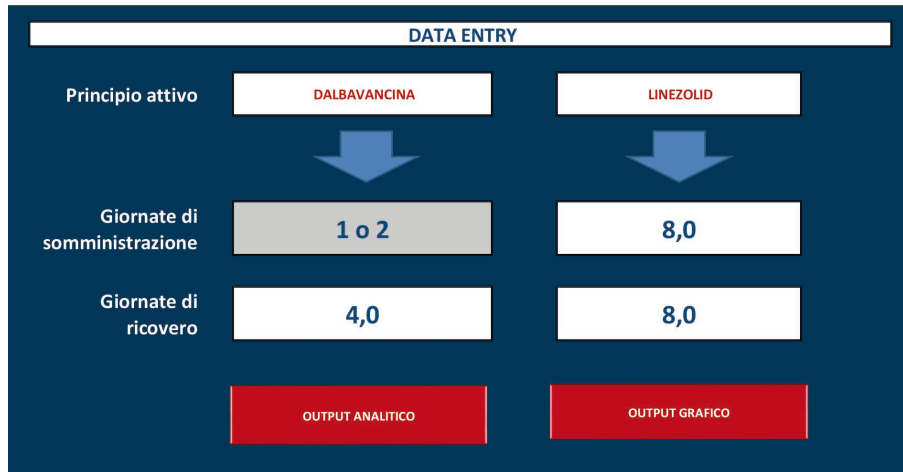 DATA ENTRY
Principio attivo
DALBAVANCINA
LINEZOLID
Giornate di
somministrazione
1 o 2
8,0
Giornate di
ricovero
4,0
8,0
OUTPUT ANALITICO
OUTPUT GRAFICO